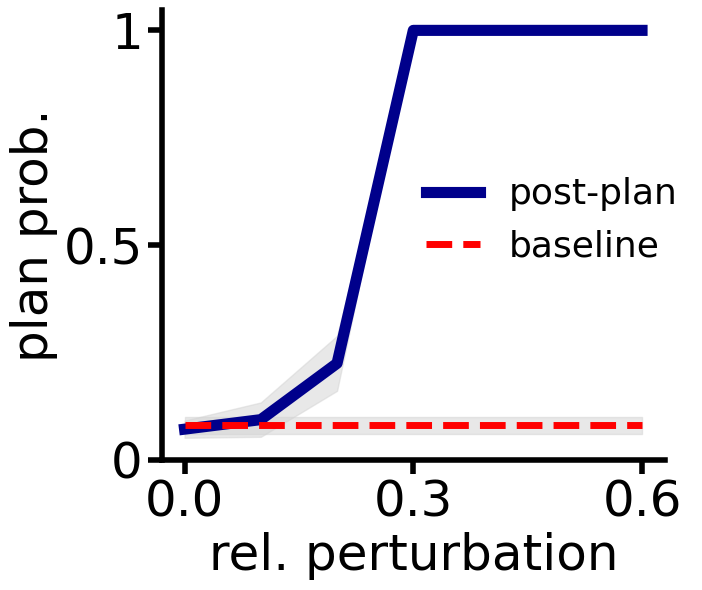 1
0.5
0
plan prob.
post-plan
baseline
0.0 0.3 0.6
rel. perturbation